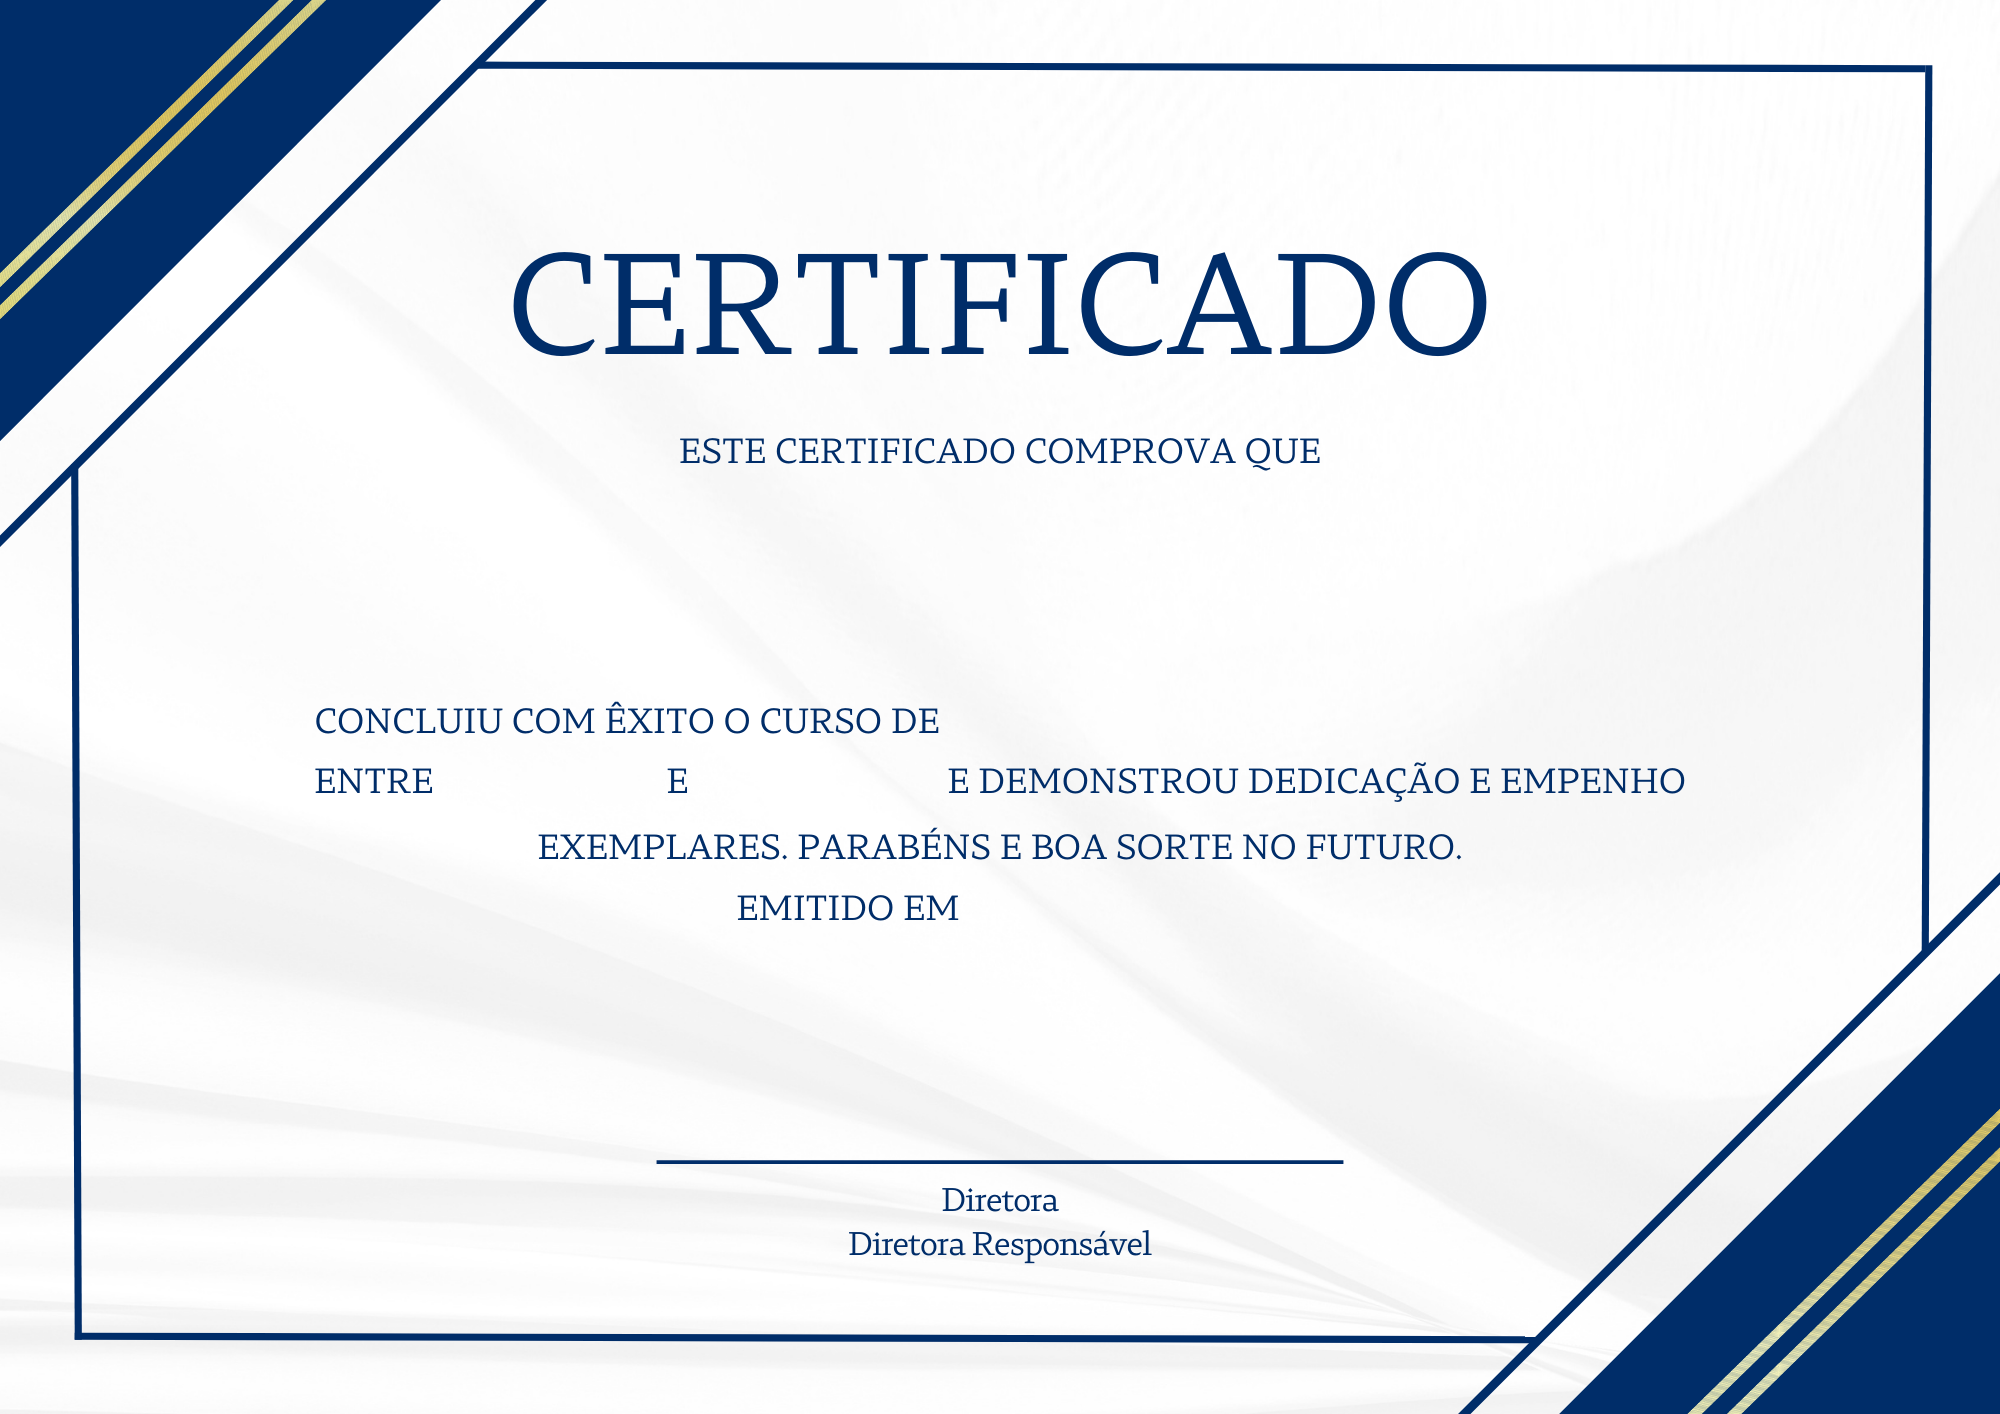 CERTIFICADO
ESTE CERTIFICADO COMPROVA QUE
CONCLUIU COM ÊXITO O CURSO DE
ENTRE E E DEMONSTROU DEDICAÇÃO E EMPENHO
EXEMPLARES. PARABÉNS E BOA SORTE NO FUTURO.
EMITIDO EM
Diretora
Diretora Responsável